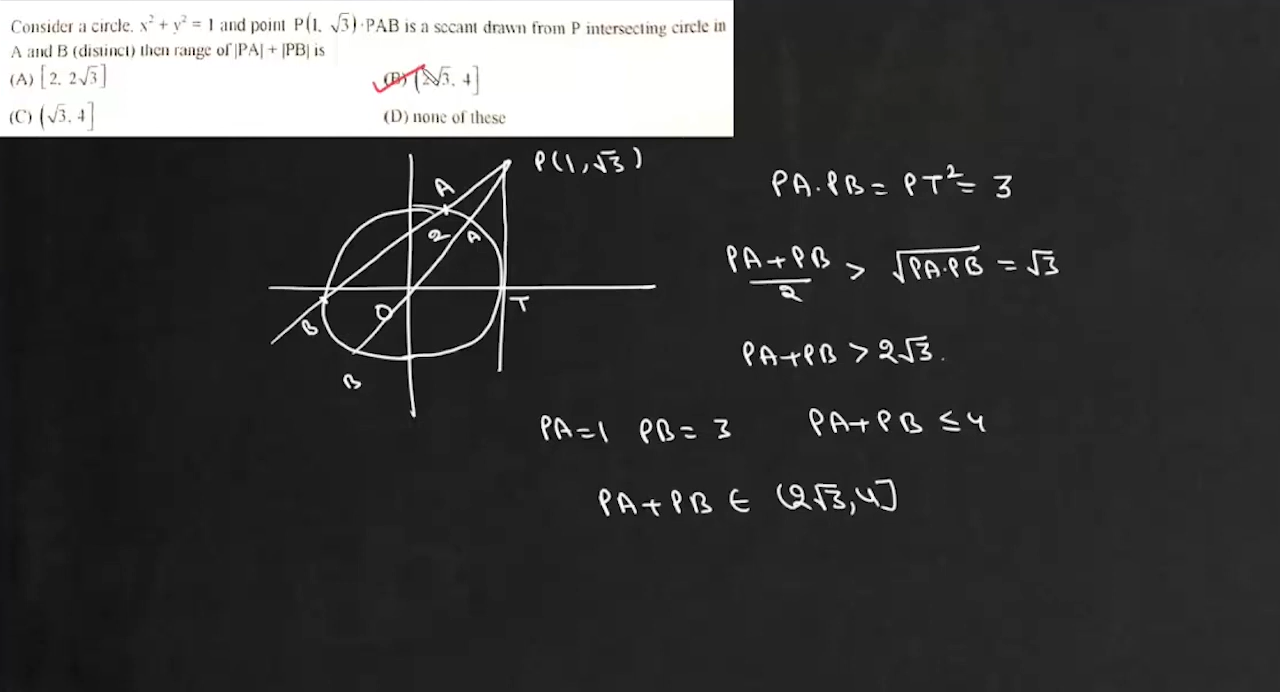 Consider a circle. x² + y² = 1 and point P(1, √3)·PAB is a secant drawn from P intersecting circle in
A and B (distinct) then range of |PA| + |PB| is
(A) [2, 2√3]
(B) (2√3, 4]
(C) (√3, 4]
(D) none of these
P(1,√3)
A
2
A
O
T
B
B
PA·PB = PT² = 3
PA+PB / 2 > √PA·PB = √3
PA+PB > 2√3.
PA=1 PB= 3 PA+PB ≤ 4
PA+PB ∈ (2√3,4]